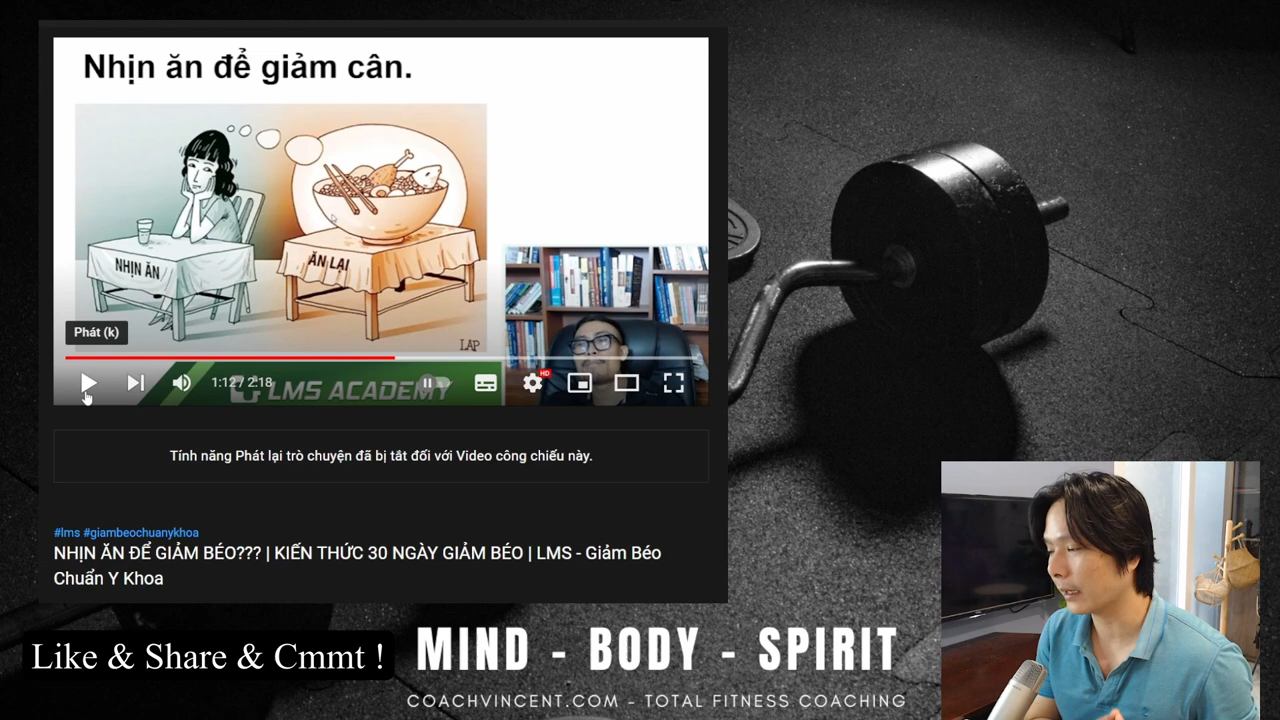 Nhịn ăn để giảm cân.
NHỊN ĂN
ĂN LẠI
LAP
Phát (k)
1:12 / 2:18
HD
LMS ACADEMY
Tính năng Phát lại trò chuyện đã bị tắt đối với Video công chiếu này.
#lms #giambeochuanykhoa
NHỊN ĂN ĐỂ GIẢM BÉO??? | KIẾN THỨC 30 NGÀY GIẢM BÉO | LMS - Giảm Béo
Chuẩn Y Khoa
Like & Share & Cmmt !
MIND - BODY - SPIRIT
COACHVINCENT.COM - TOTAL FITNESS COACHING